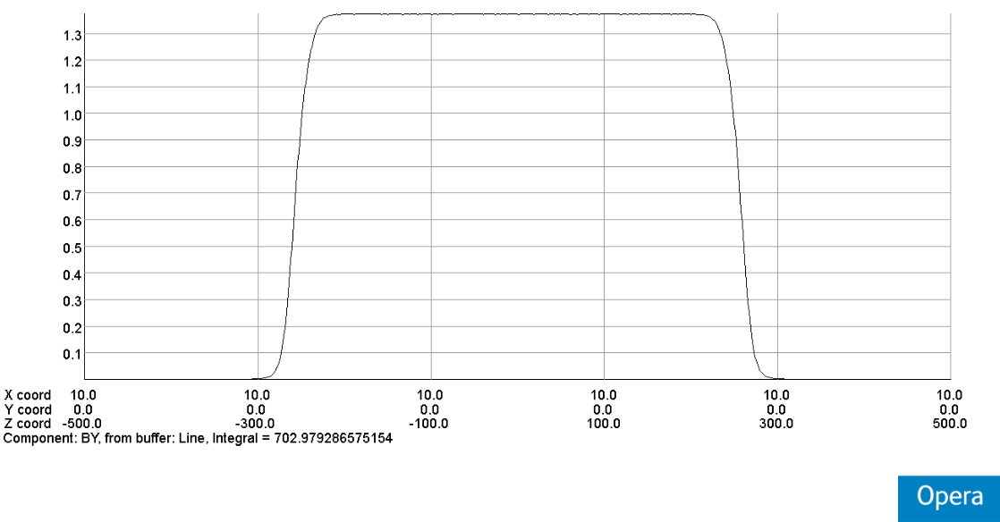 1.3
1.2
1.1
1.0
0.9
0.8
0.7
0.6
0.5
0.4
0.3
0.2
0.1
X coord 10.0 10.0 10.0 10.0 10.0 10.0
Y coord 0.0 0.0 0.0 0.0 0.0 0.0
Z coord -500.0 -300.0 -100.0 100.0 300.0 500.0
Component: BY, from buffer: Line, Integral = 702.979286575154
Opera